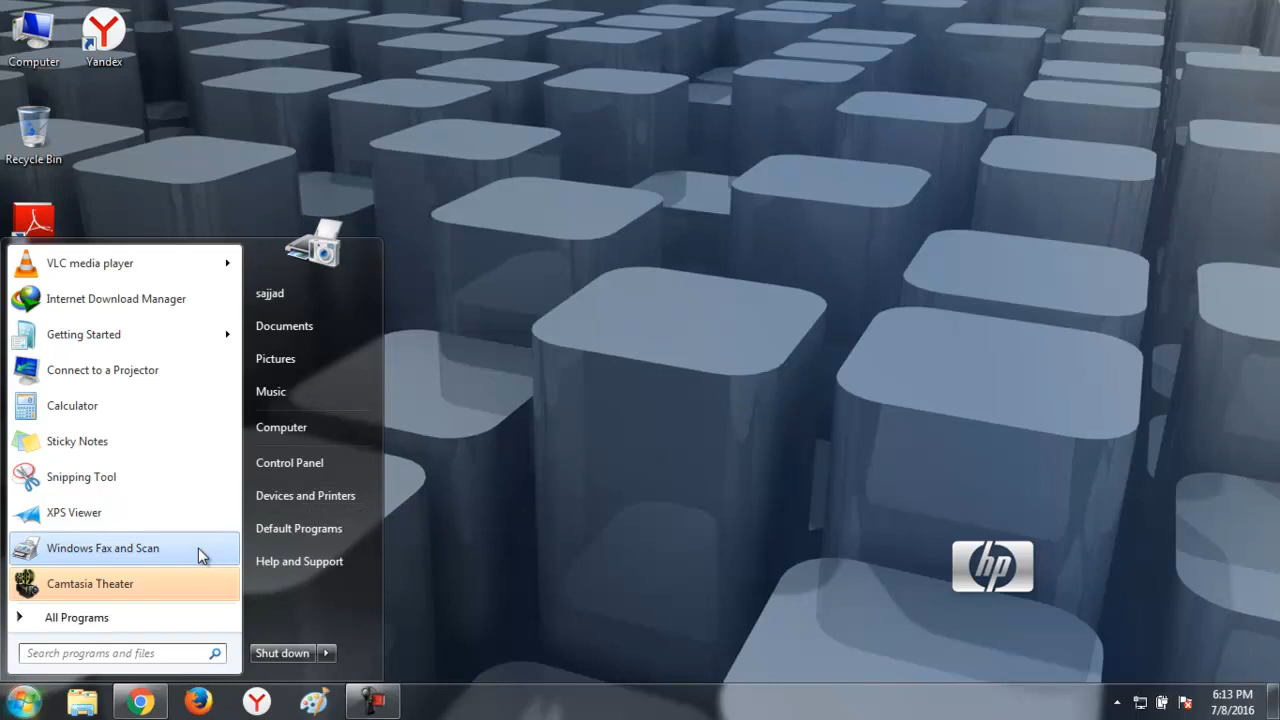 Computer
Yandex
Recycle Bin
VLC media player
Internet Download Manager
Getting Started
Connect to a Projector
Calculator
Sticky Notes
Snipping Tool
XPS Viewer
Windows Fax and Scan
Camtasia Theater
All Programs
Search programs and files
sajjad
Documents
Pictures
Music
Computer
Control Panel
Devices and Printers
Default Programs
Help and Support
Shut down
hp
6:13 PM
7/8/2016